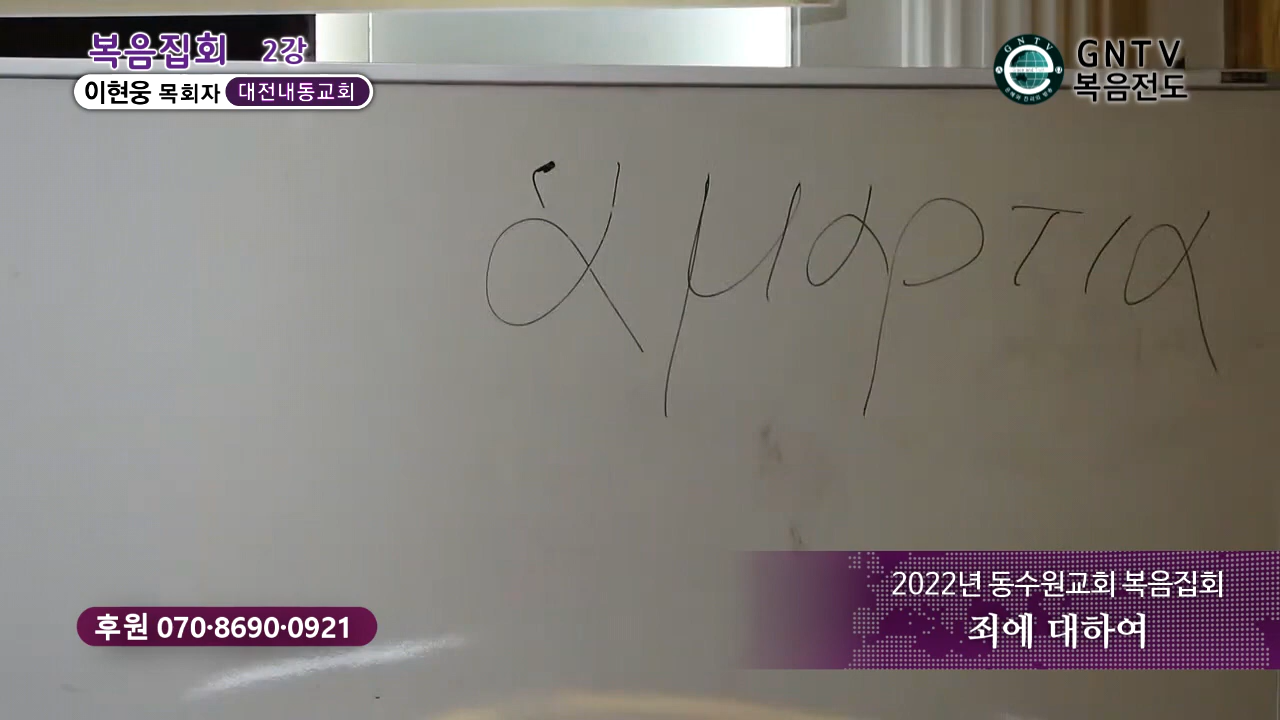 복음집회 2강
이현웅 목회자 대전내동교회
GNTV
복음전도
ἁμαρτια
2022년 동수원교회 복음집회
죄에 대하여
후원 070·8690·0921